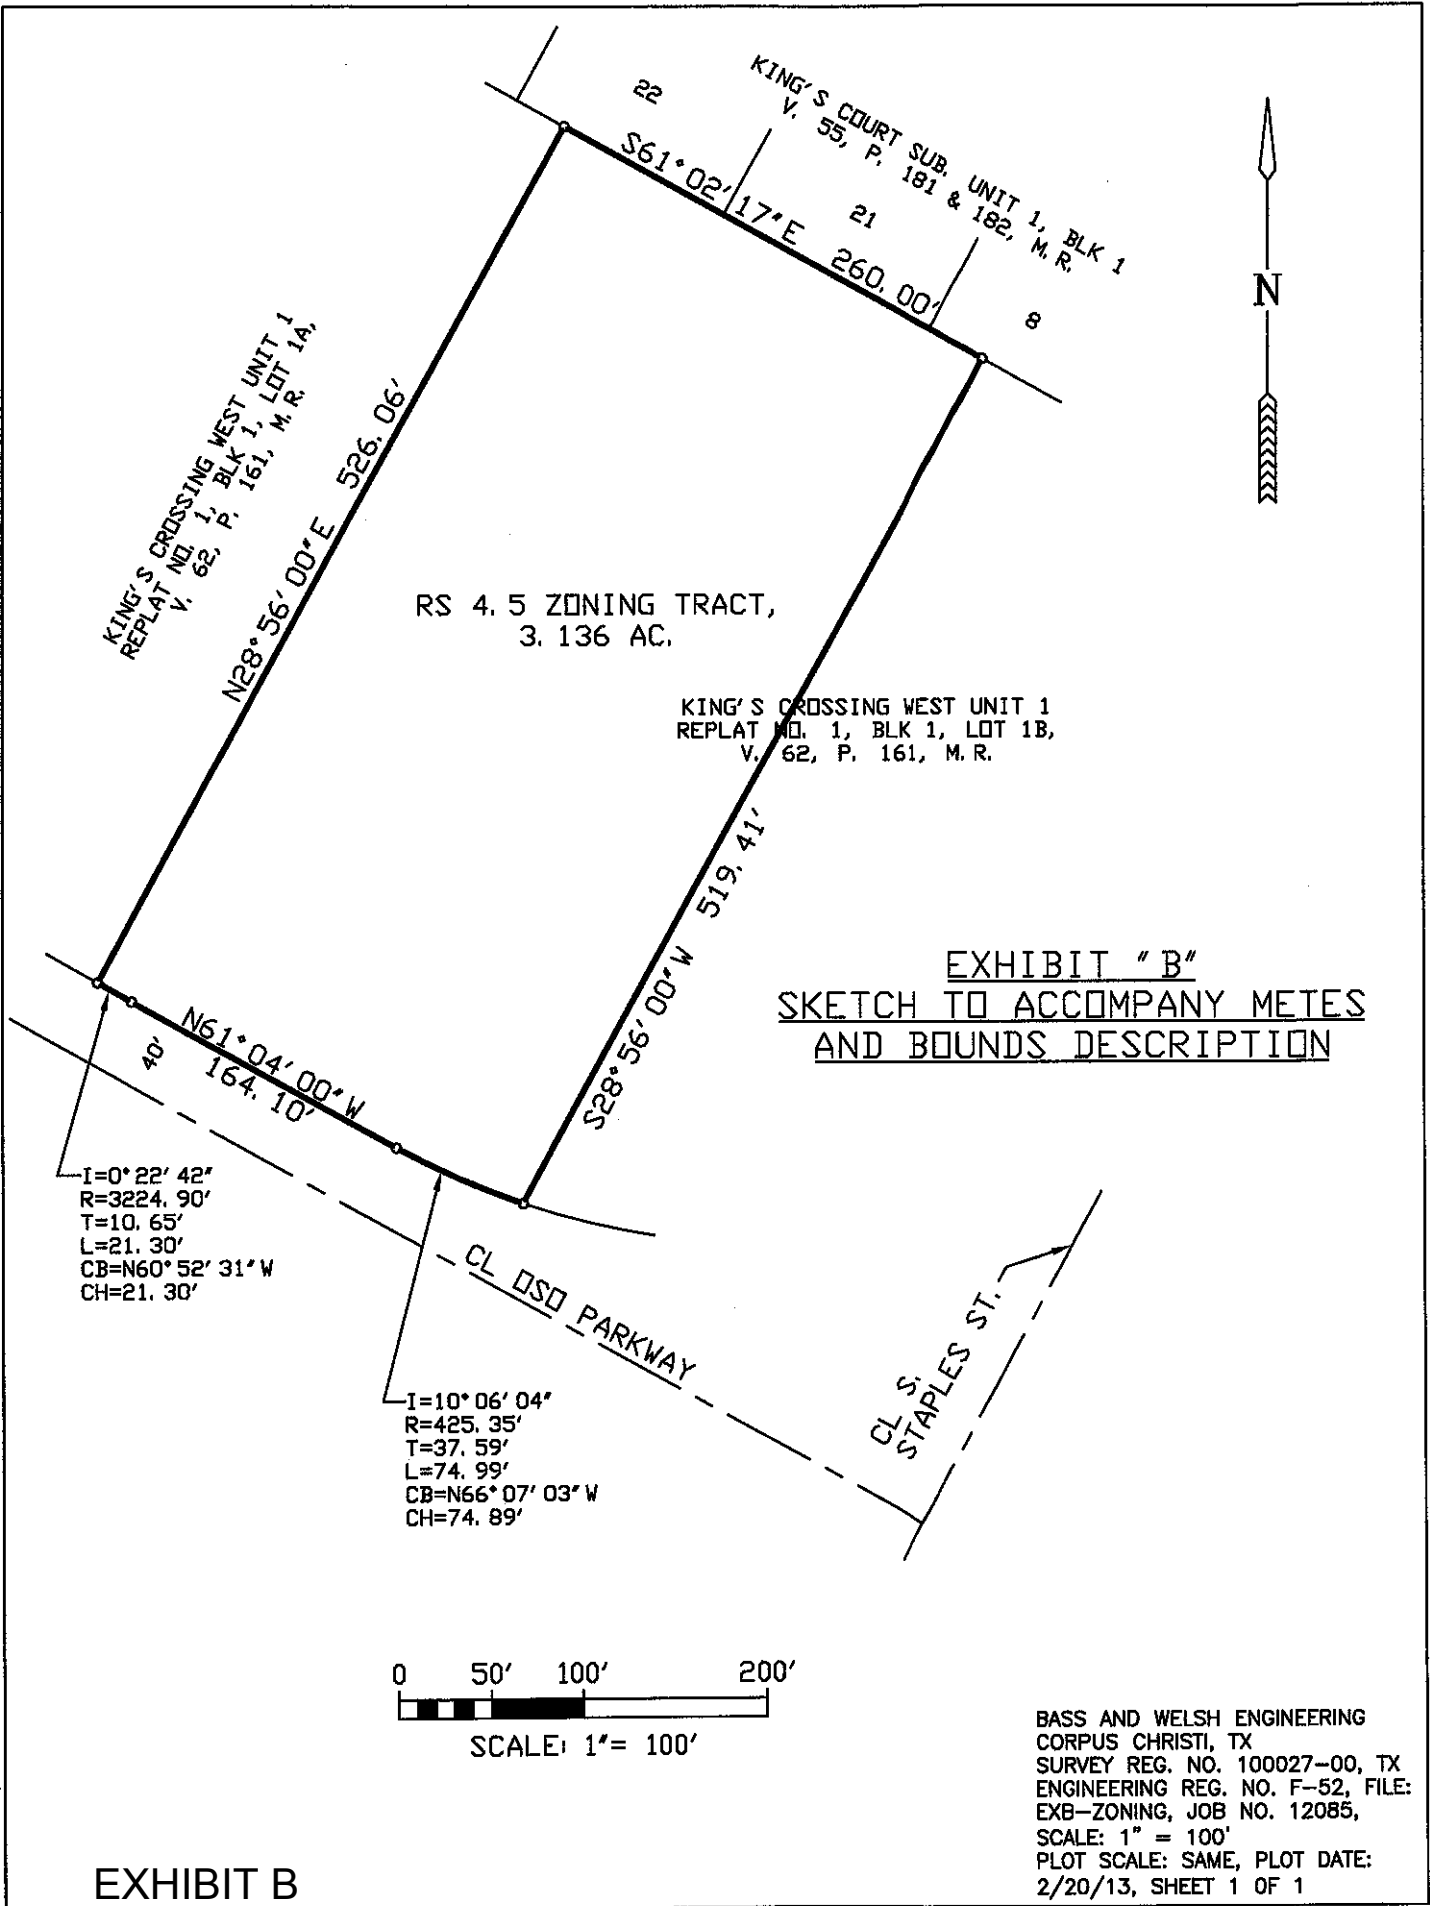 22
KING'S COURT SUB. UNIT 1, BLK 1
V. 55, P. 181 & 182, M.R.
S61°02'17"E 260.00'
21
8
N
KING'S CROSSING WEST UNIT 1
REPLAT NO. 1, BLK 1, LOT 1A,
V. 62, P. 161, M.R.
N28°56'00"E 526.06'
RS 4.5 ZONING TRACT,
3.136 AC.
KING'S CROSSING WEST UNIT 1
REPLAT NO. 1, BLK 1, LOT 1B,
V. 62, P. 161, M.R.
S28°56'00"W 519.41'
EXHIBIT "B"
SKETCH TO ACCOMPANY METES
AND BOUNDS DESCRIPTION
N61°04'00"W
164.10'
40'
I=0°22'42"
R=3224.90'
T=10.65'
L=21.30'
CB=N60°52'31"W
CH=21.30'
CL OSO PARKWAY
CL S.
STAPLES ST.
I=10°06'04"
R=425.35'
T=37.59'
L=74.99'
CB=N66°07'03"W
CH=74.89'
0 50' 100' 200'
SCALE: 1"= 100'
BASS AND WELSH ENGINEERING
CORPUS CHRISTI, TX
SURVEY REG. NO. 100027-00, TX
ENGINEERING REG. NO. F-52, FILE:
EXB-ZONING, JOB NO. 12085,
SCALE: 1" = 100'
PLOT SCALE: SAME, PLOT DATE:
2/20/13, SHEET 1 OF 1
EXHIBIT B